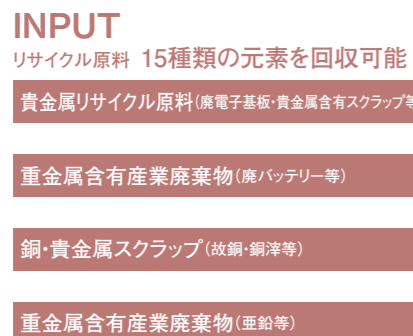 INPUT
リサイクル原料 15種類の元素を回収可能
貴金属リサイクル原料(廃電子基板・貴金属含有スクラップ等
重金属含有産業廃棄物(廃バッテリー等)
銅・貴金属スクラップ(故銅・銅滓等)
重金属含有産業廃棄物(亜鉛等)